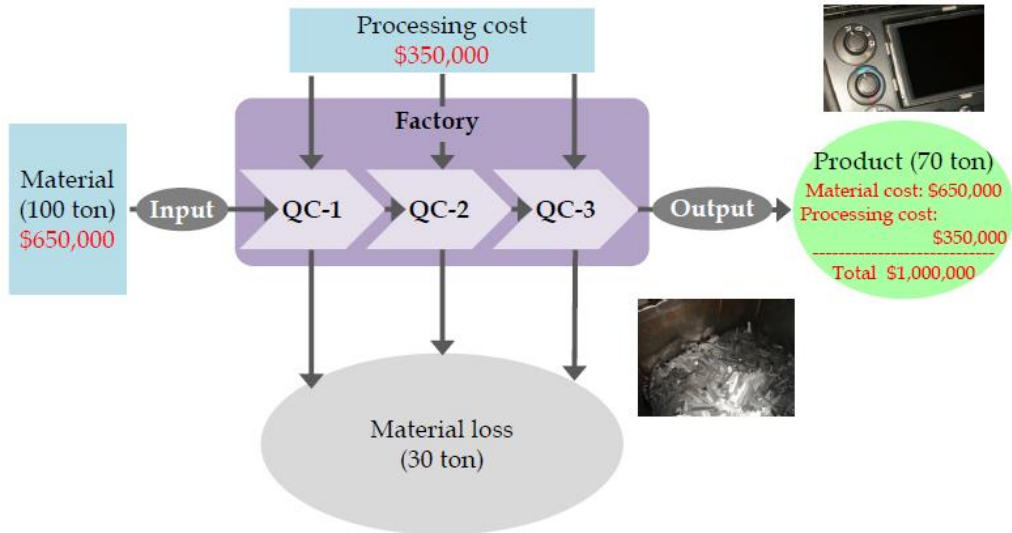 Processing cost
$350,000
Factory
Material
(100 ton)
$650,000
Input
QC-1
QC-2
QC-3
Output
Product (70 ton)
Material cost: $650,000
Processing cost:
$350,000
Total $1,000,000
Material loss
(30 ton)